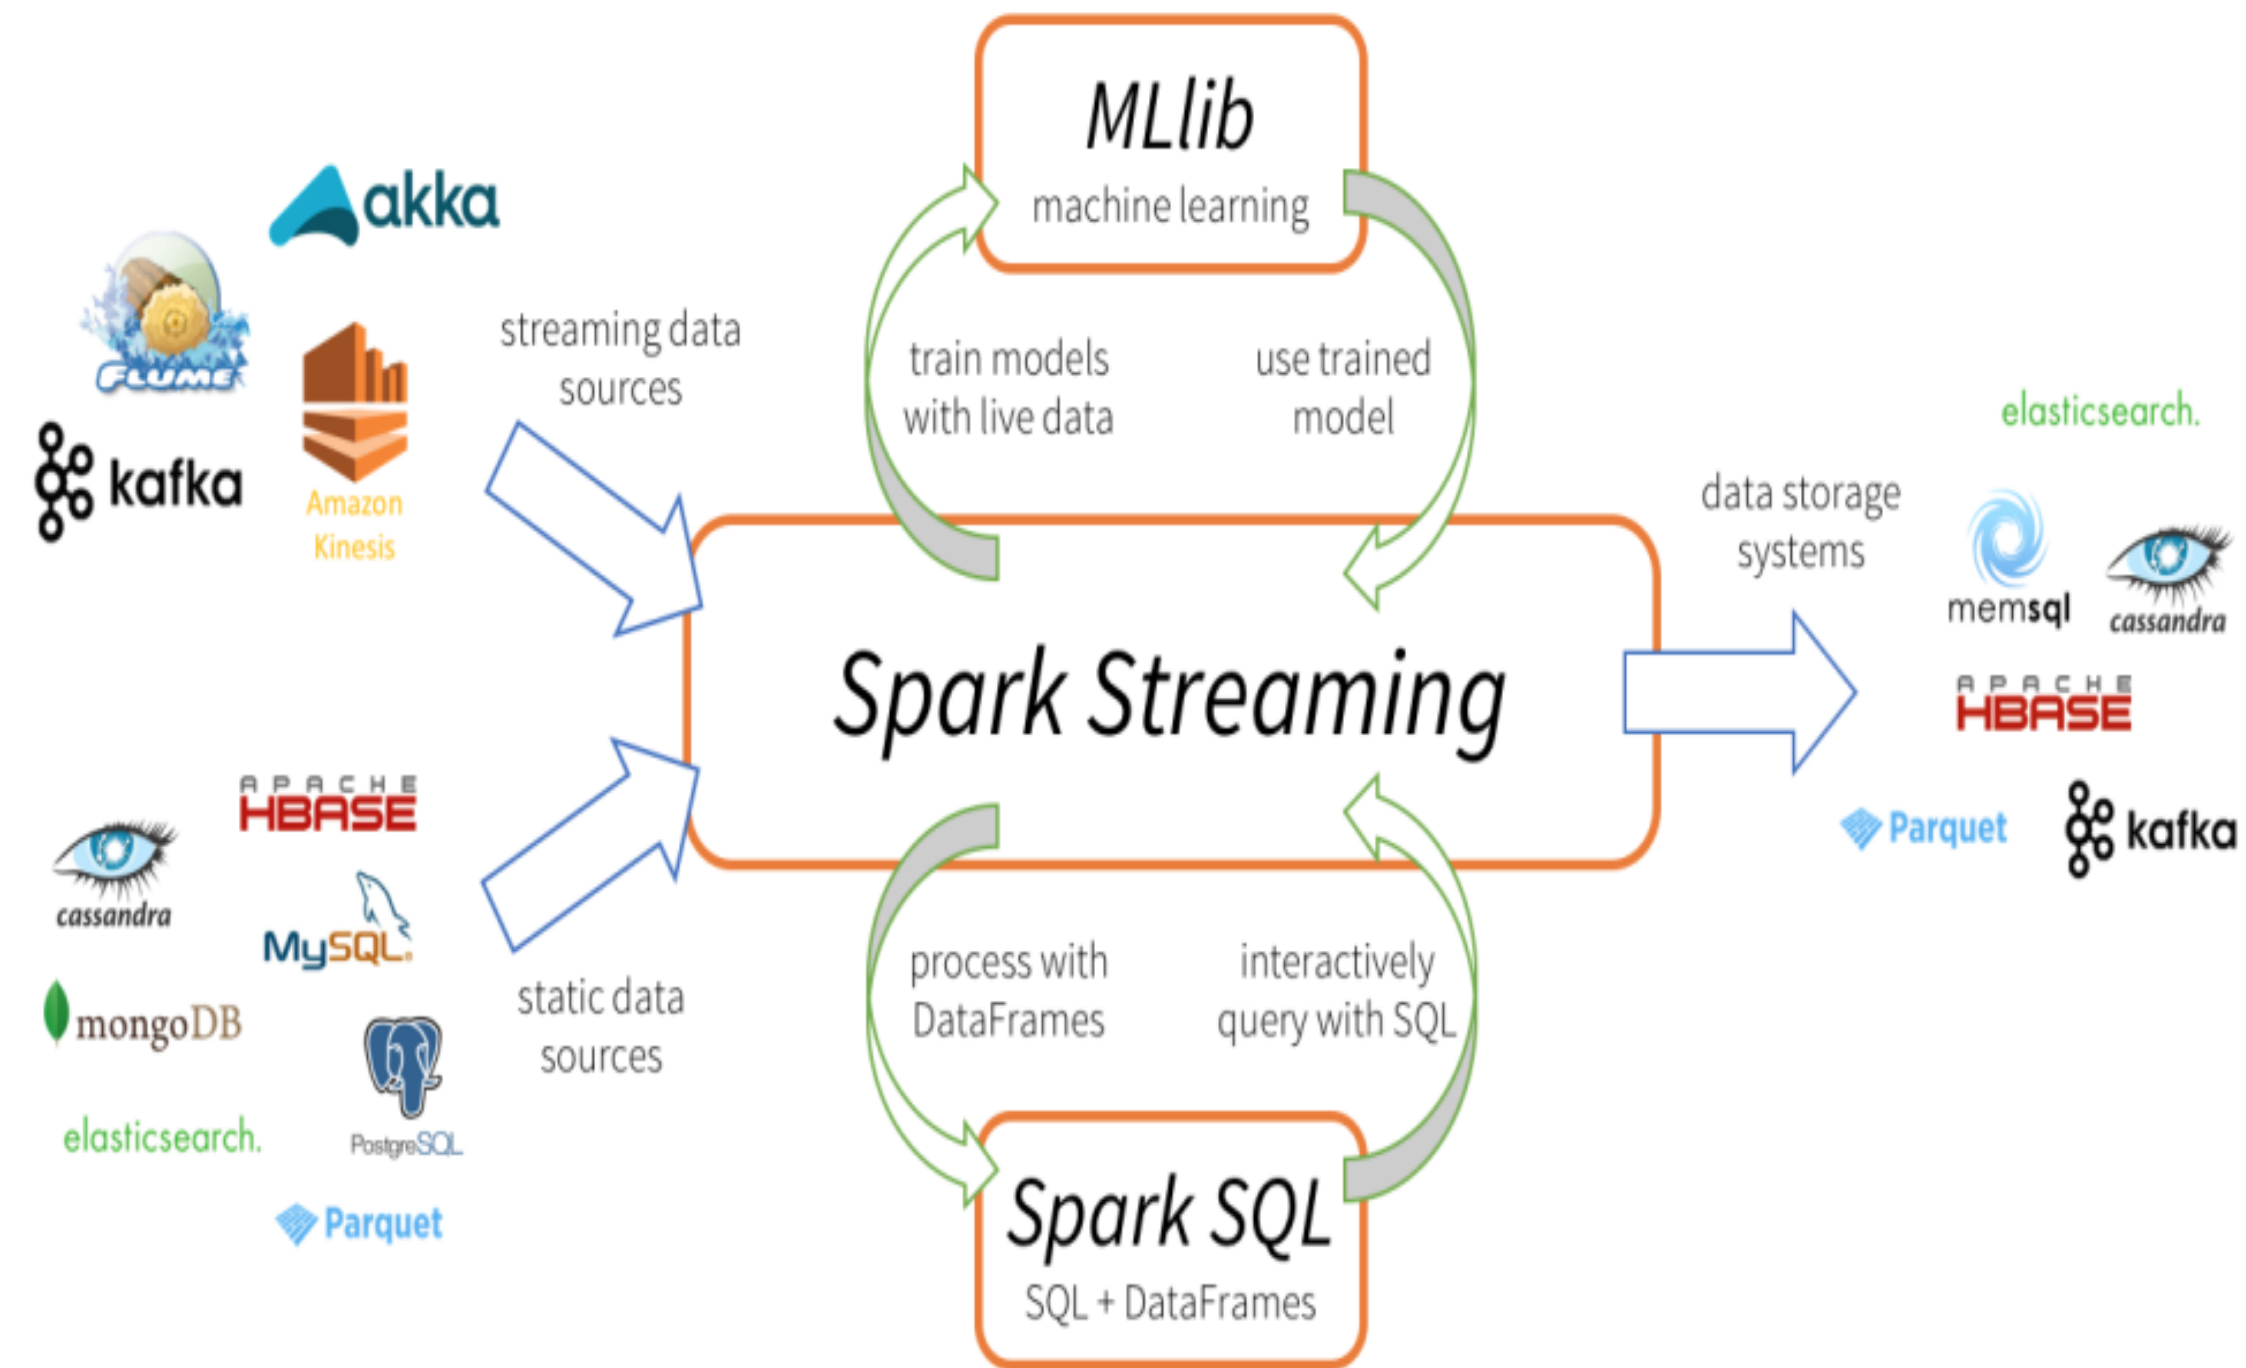 MLlib
machine learning
akka
FLUME
streaming data
sources
train models
with live data
use trained
model
kafka
Amazon
Kinesis
elasticsearch.
data storage
systems
memsql
cassandra
Spark Streaming
APACHE
HBASE
Parquet
kafka
APACHE
HBASE
cassandra
MySQL®
mongoDB
static data
sources
process with
DataFrames
interactively
query with SQL
PostgreSQL
elasticsearch.
Parquet
Spark SQL
SQL + DataFrames